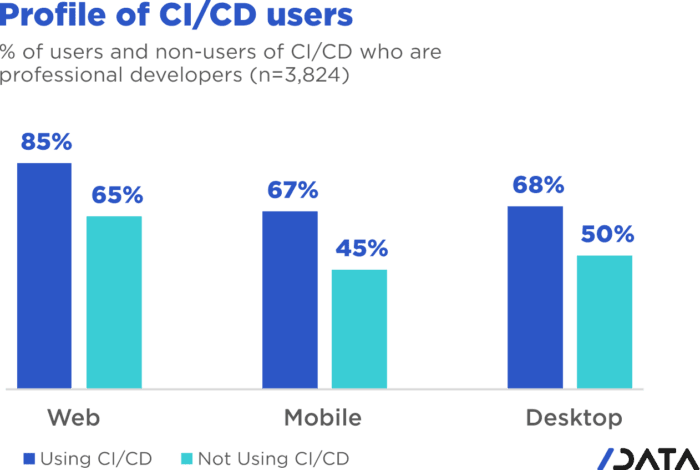 Profile of CI/CD users
% of users and non-users of CI/CD who are
professional developers (n=3,824)
85%
65%
67%
45%
68%
50%
Web
Mobile
Desktop
Using CI/CD
Not Using CI/CD
/DATA